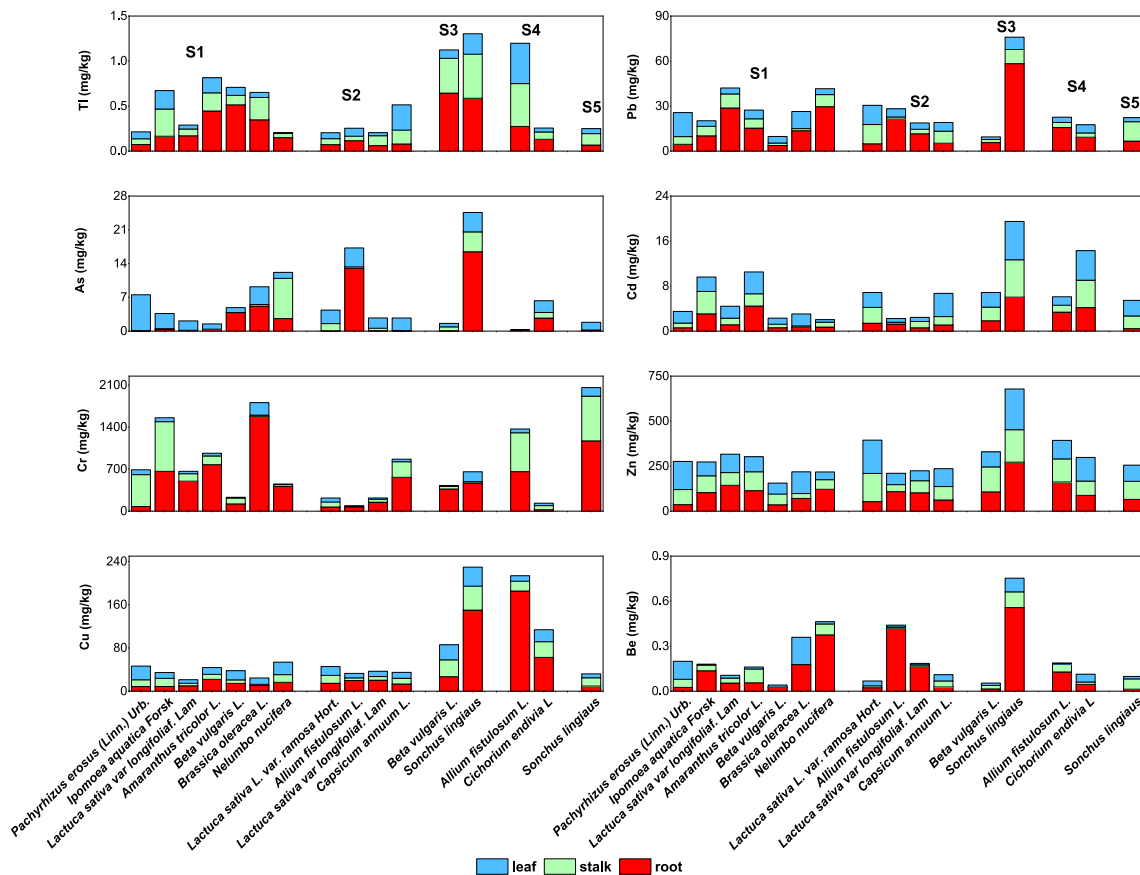 Tl (mg/kg)
1.5
1.0
0.5
0.0
S1
S2
S3
S4
S5
Pb (mg/kg)
90
60
30
0
S1
S2
S3
S4
S5
As (mg/kg)
28
21
14
7
0
Cd (mg/kg)
24
16
8
0
Cr (mg/kg)
2100
1400
700
0
Zn (mg/kg)
750
500
250
0
Cu (mg/kg)
240
160
80
0
Be (mg/kg)
0.9
0.6
0.3
0.0
Pachyrhizus erosus (Linn.) Urb.
Ipomoea aquatica Forsk
Lactuca sativa var longifoliaf. Lam
Amaranthus tricolor L.
Beta vulgaris L.
Brassica oleracea L.
Nelumbo nucifera
Lactuca sativa L. var. ramosa Hort.
Allium fistulosum L.
Lactuca sativa var longifoliaf. Lam
Capsicum annuum L.
Beta vulgaris L.
Sonchus lingiaus
Allium fistulosum L.
Cichorium endivia L
Sonchus lingiaus
Pachyrhizus erosus (Linn.) Urb.
Ipomoea aquatica Forsk
Lactuca sativa var longifoliaf. Lam
Amaranthus tricolor L.
Beta vulgaris L.
Brassica oleracea L.
Nelumbo nucifera
Lactuca sativa L. var. ramosa Hort.
Allium fistulosum L.
Lactuca sativa var longifoliaf. Lam
Capsicum annuum L.
Beta vulgaris L.
Sonchus lingiaus
Allium fistulosum L.
Cichorium endivia L
Sonchus lingiaus
leaf stalk root